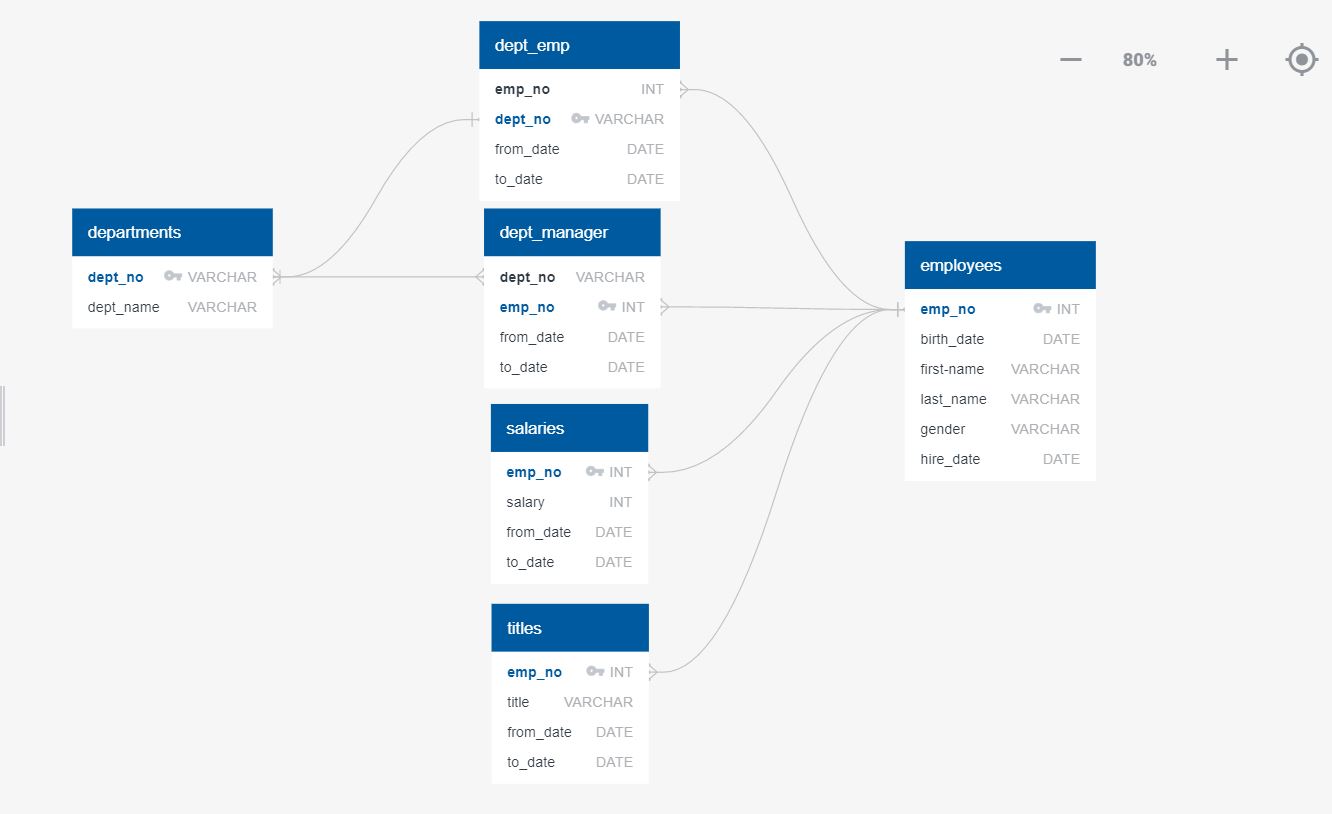 80%
dept_emp
emp_no INT
dept_no VARCHAR
from_date DATE
to_date DATE
departments
dept_no VARCHAR
dept_name VARCHAR
dept_manager
dept_no VARCHAR
emp_no INT
from_date DATE
to_date DATE
employees
emp_no INT
birth_date DATE
first-name VARCHAR
last_name VARCHAR
gender VARCHAR
hire_date DATE
salaries
emp_no INT
salary INT
from_date DATE
to_date DATE
titles
emp_no INT
title VARCHAR
from_date DATE
to_date DATE